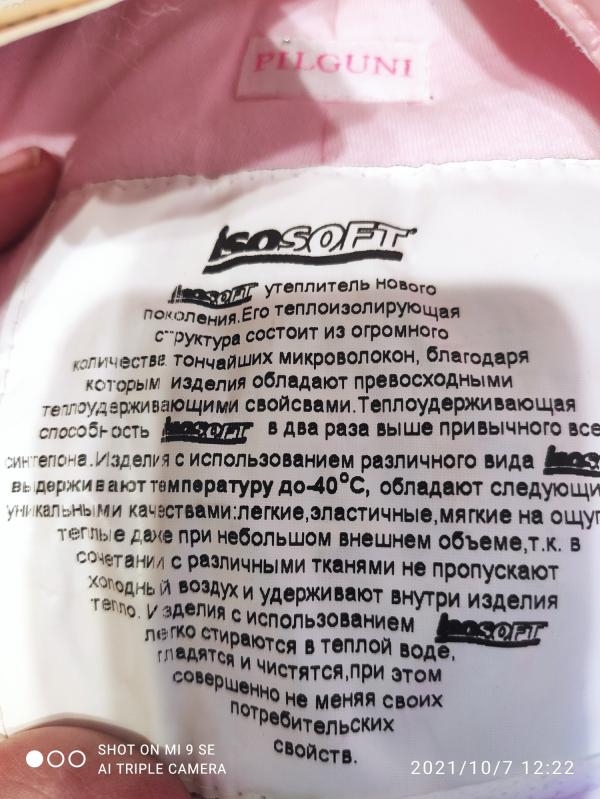 PILGUNI
ISOSOFT
ISOSOFT утеплитель нового
поколения.Его теплоизолирующая
структура состоит из огромного
количества тончайших микроволокон, благодаря
которым изделия обладают превосходными
теплоудерживающими свойсвами.Теплоудерживающая
способность ISOSOFT в два раза выше привычного все
синтепона.Изделия с использованием различного вида
выдерживают температуру до-40°С, обладают следующи
уникальными качествами:легкие,эластичные,мягкие на ощуп
теплые даже при небольшом внешнем объеме,т.к. в
сочетании с различными тканями не пропускают
холодный воздух и удерживают внутри изделия
тепло. Изделия с использованием ISOSOFT
легко стираются в теплой воде,
гладятся и чистятся,при этом
совершенно не меняя своих
потребительских
свойств.
SHOT ON MI 9 SE
AI TRIPLE CAMERA
2021/10/7 12:22